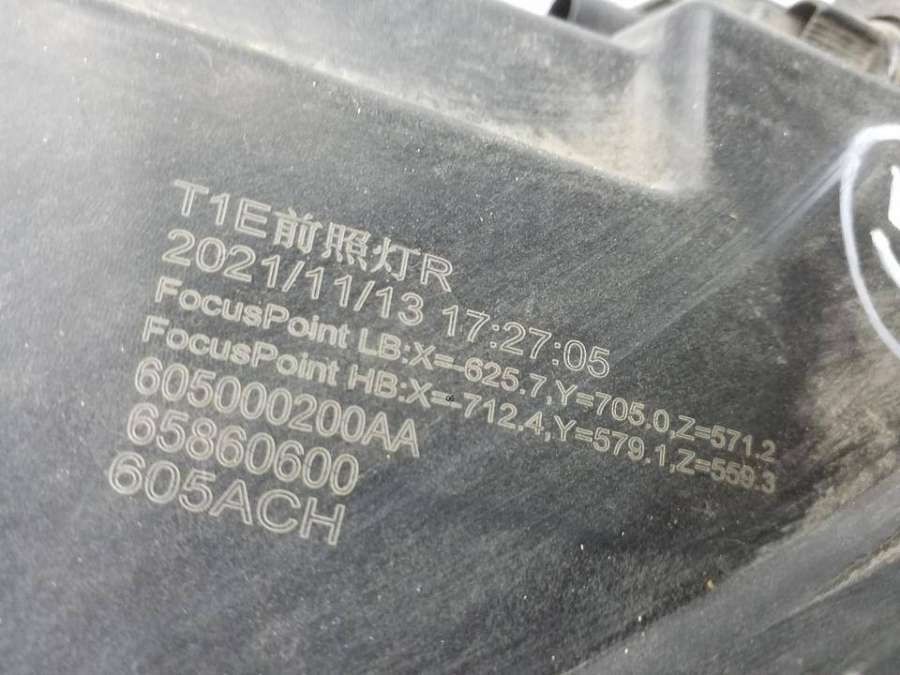 T1E前照灯R
2021/11/13 17:27:05
FocusPoint LB:X=-625.7,Y=705.0,Z=571.2
FocusPoint HB:X=-712.4,Y=579.1,Z=559.3
605000200AA
65860600
605ACH